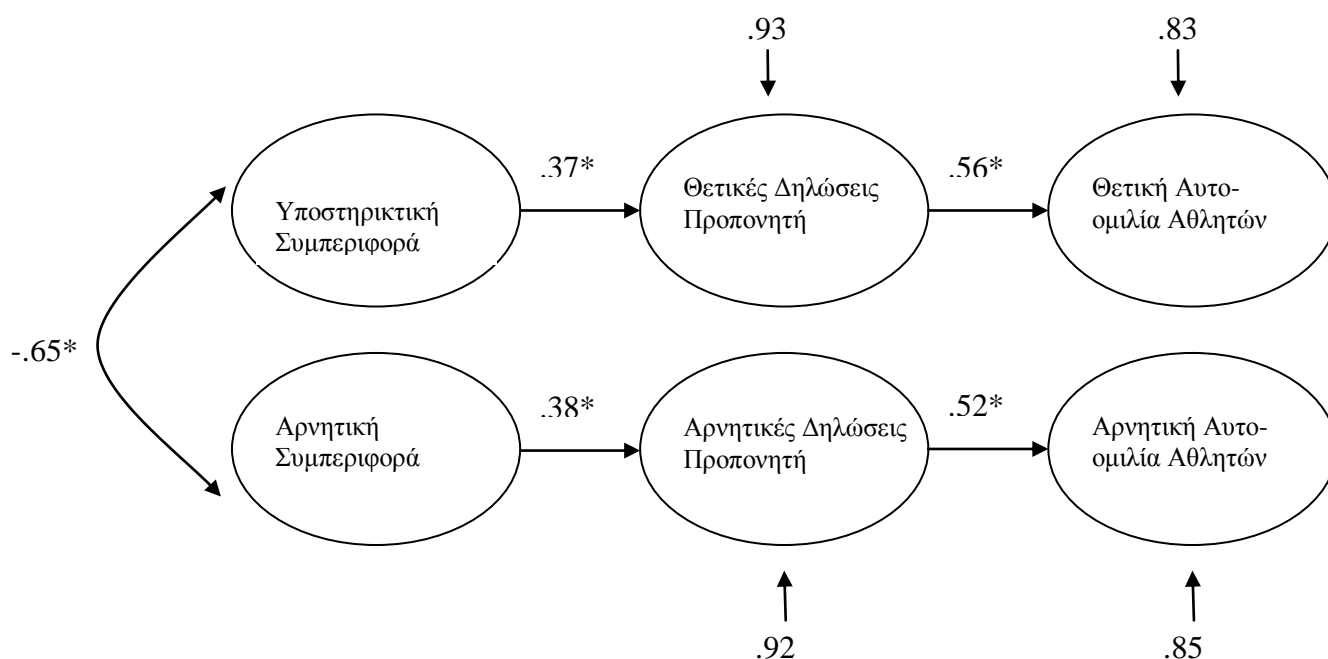 .93
.83
.37*
.56*
Υποστηρικτική
Συμπεριφορά
Θετικές Δηλώσεις
Προπονητή
Θετική Αυτο-
ομιλία Αθλητών
-.65*
.38*
.52*
Αρνητική
Συμπεριφορά
Αρνητικές Δηλώσεις
Προπονητή
Αρνητική Αυτο-
ομιλία Αθλητών
.92
.85